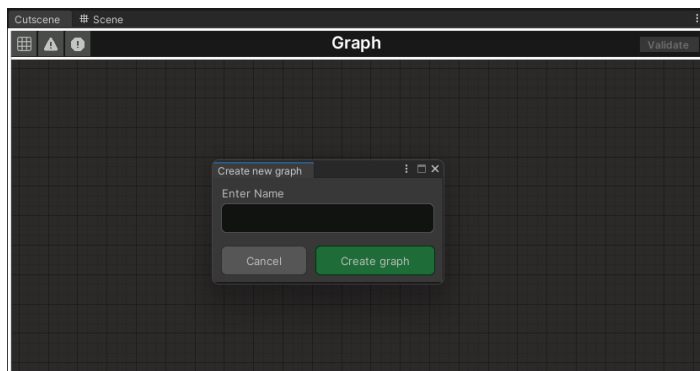 Cutscene
Scene
Graph
Validate
Create new graph
Enter Name
Cancel
Create graph